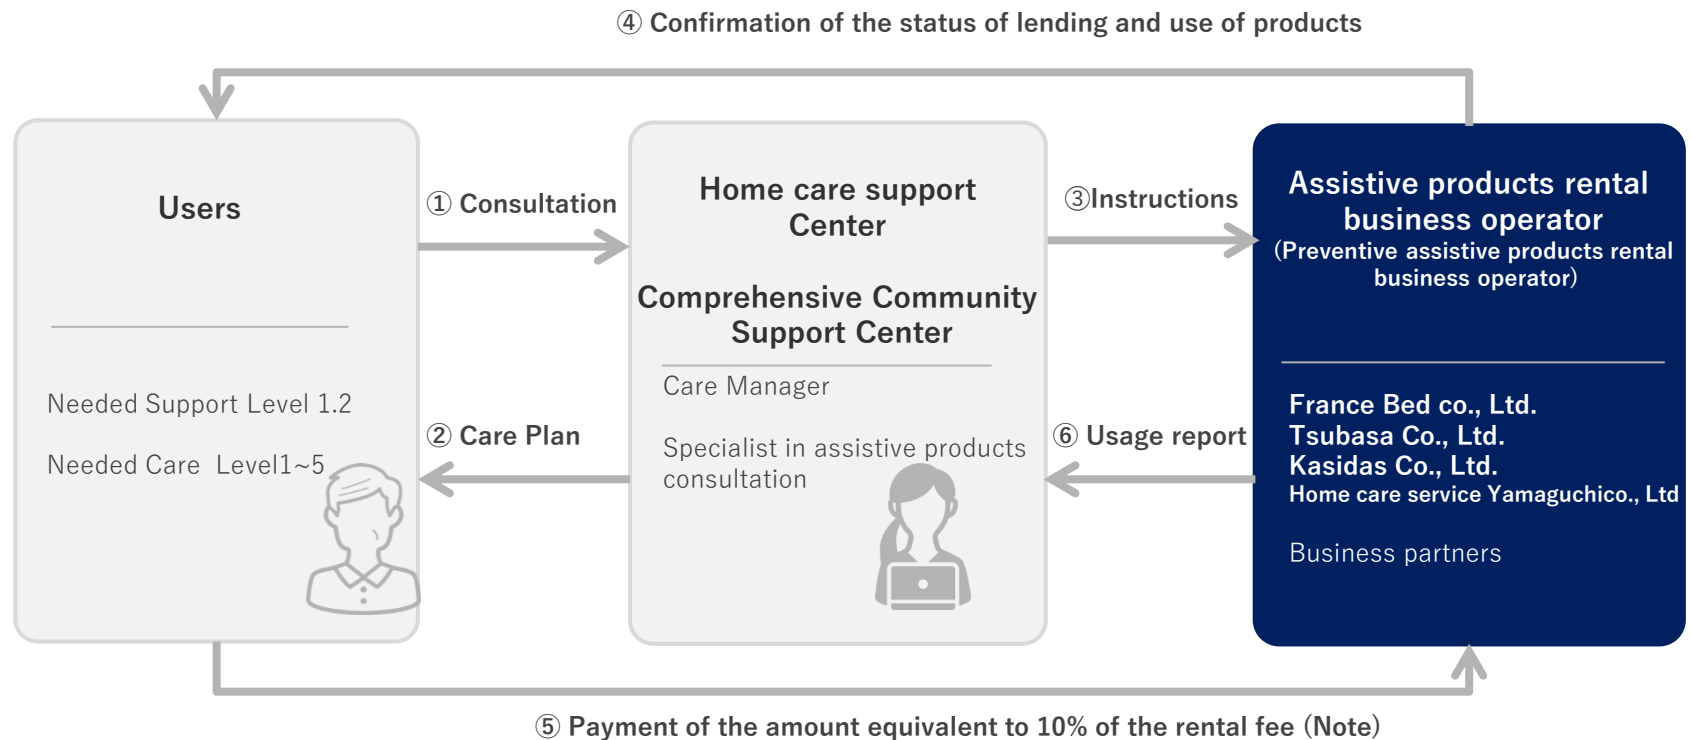 ④ Confirmation of the status of lending and use of products
Users
Needed Support Level 1.2
Needed Care  Level1~5
① Consultation
② Care Plan
Home care support
Center
Comprehensive Community
Support Center
Care Manager
Specialist in assistive products
consultation
③Instructions
⑥ Usage report
Assistive products rental
business operator
(Preventive assistive products rental
business operator)
France Bed co., Ltd.
Tsubasa Co., Ltd.
Kasidas Co., Ltd.
Home care service Yamaguchico., Ltd
Business partners
⑤ Payment of the amount equivalent to 10% of the rental fee (Note)